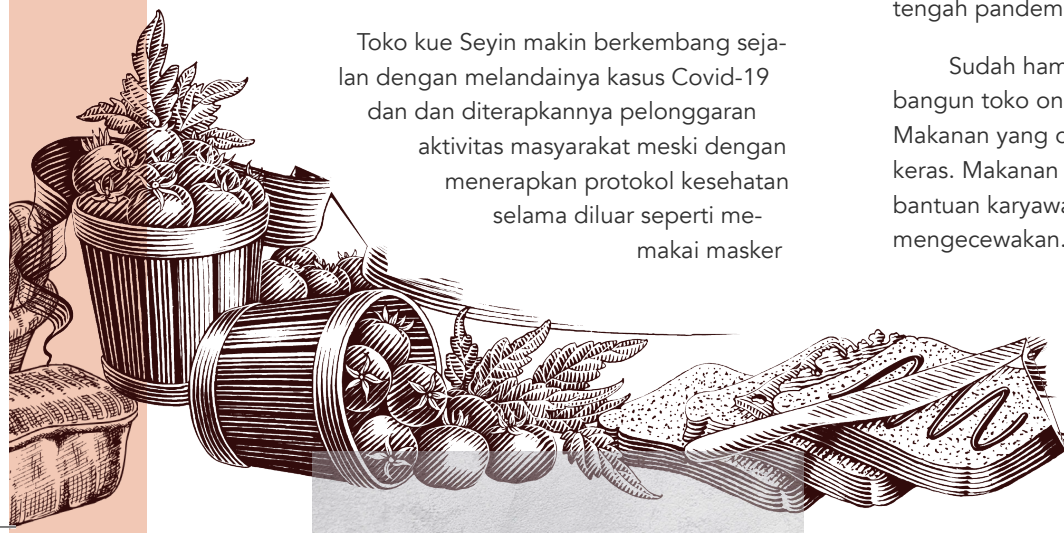 Toko kue Seyin makin berkembang seja-
lan dengan melandainya kasus Covid-19
dan dan diterapkannya pelonggaran
aktivitas masyarakat meski dengan
menerapkan protokol kesehatan
selama diluar seperti me-
makai masker
tengah pandem
Sudah ham
bangun toko on
Makanan yang
keras. Makanan
bantuan karyaw
mengecewakan.